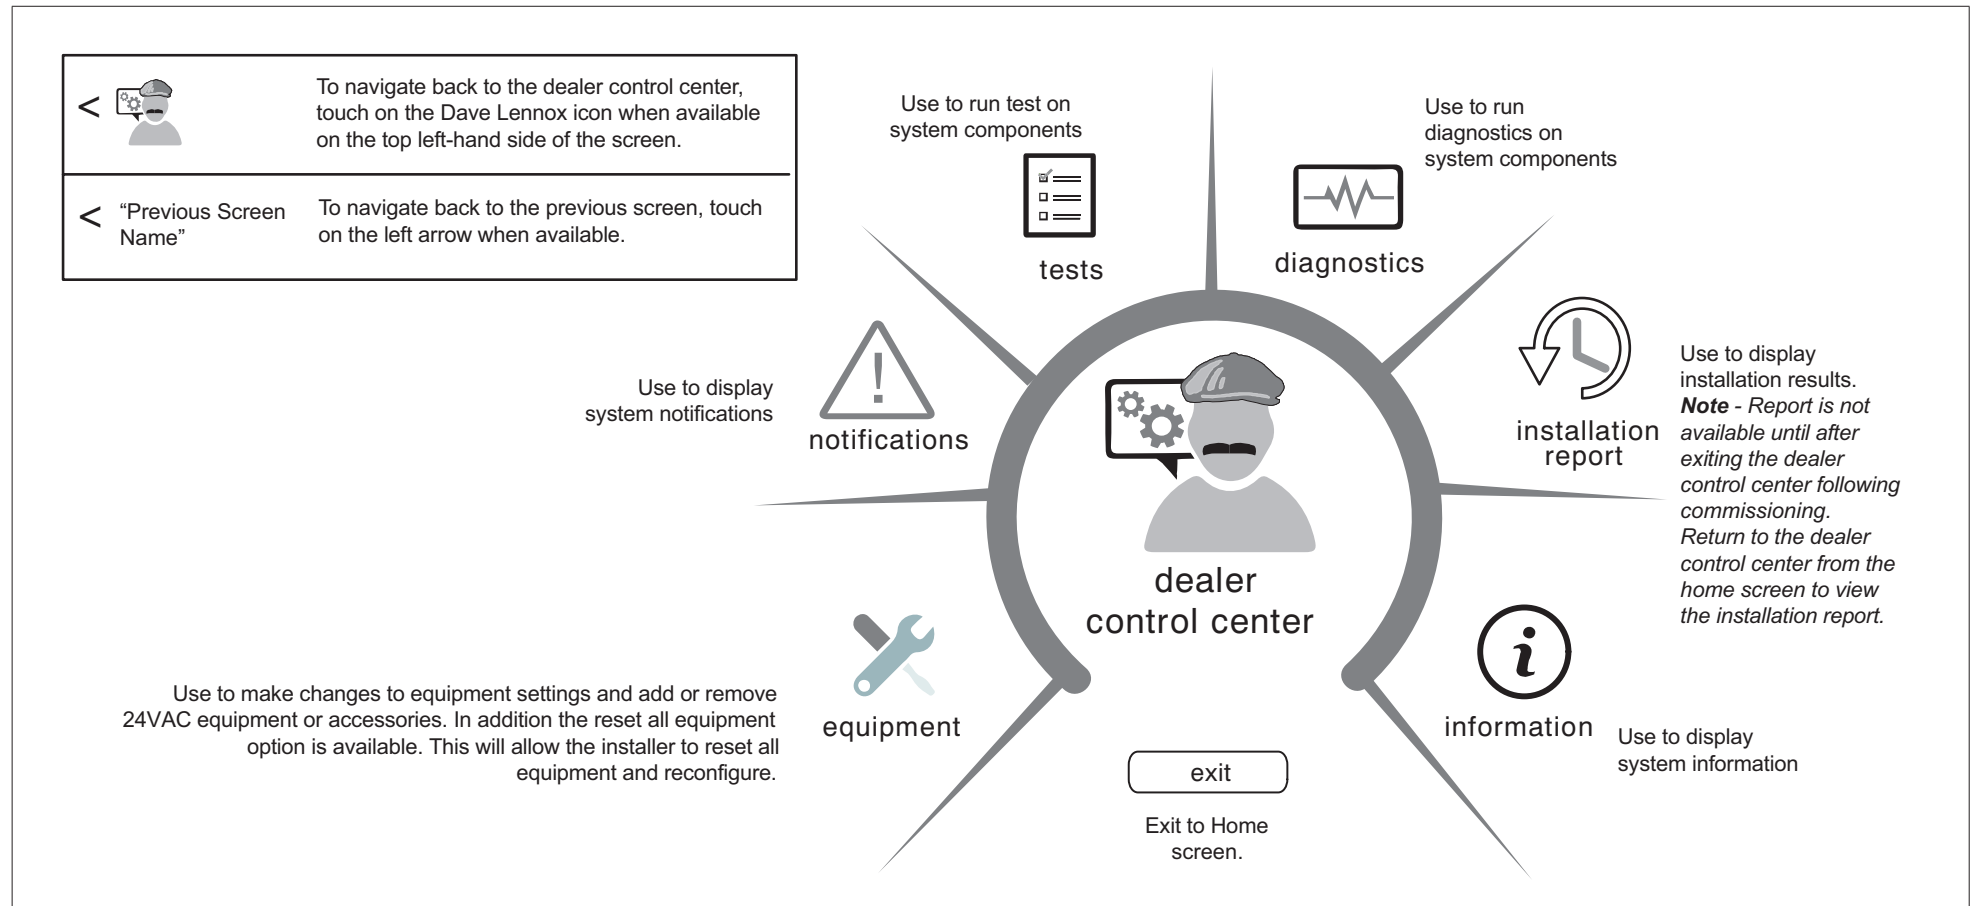 <
To navigate back to the dealer control center,
touch on the Dave Lennox icon when available
on the top left-hand side of the screen.
<
“Previous Screen
Name”
To navigate back to the previous screen, touch
on the left arrow when available.
Use to run test on
system components
tests
Use to run
diagnostics on
system components
diagnostics
Use to display
system notifications
!
notifications
installation
report
Use to display
installation results.
Note - Report is not
available until after
exiting the dealer
control center following
commissioning.
Return to the dealer
control center from the
home screen to view
the installation report.
dealer
control center
Use to make changes to equipment settings and add or remove
24VAC equipment or accessories. In addition the reset all equipment
option is available. This will allow the installer to reset all
equipment and reconfigure.
equipment
i
information
Use to display
system information
exit
Exit to Home
screen.